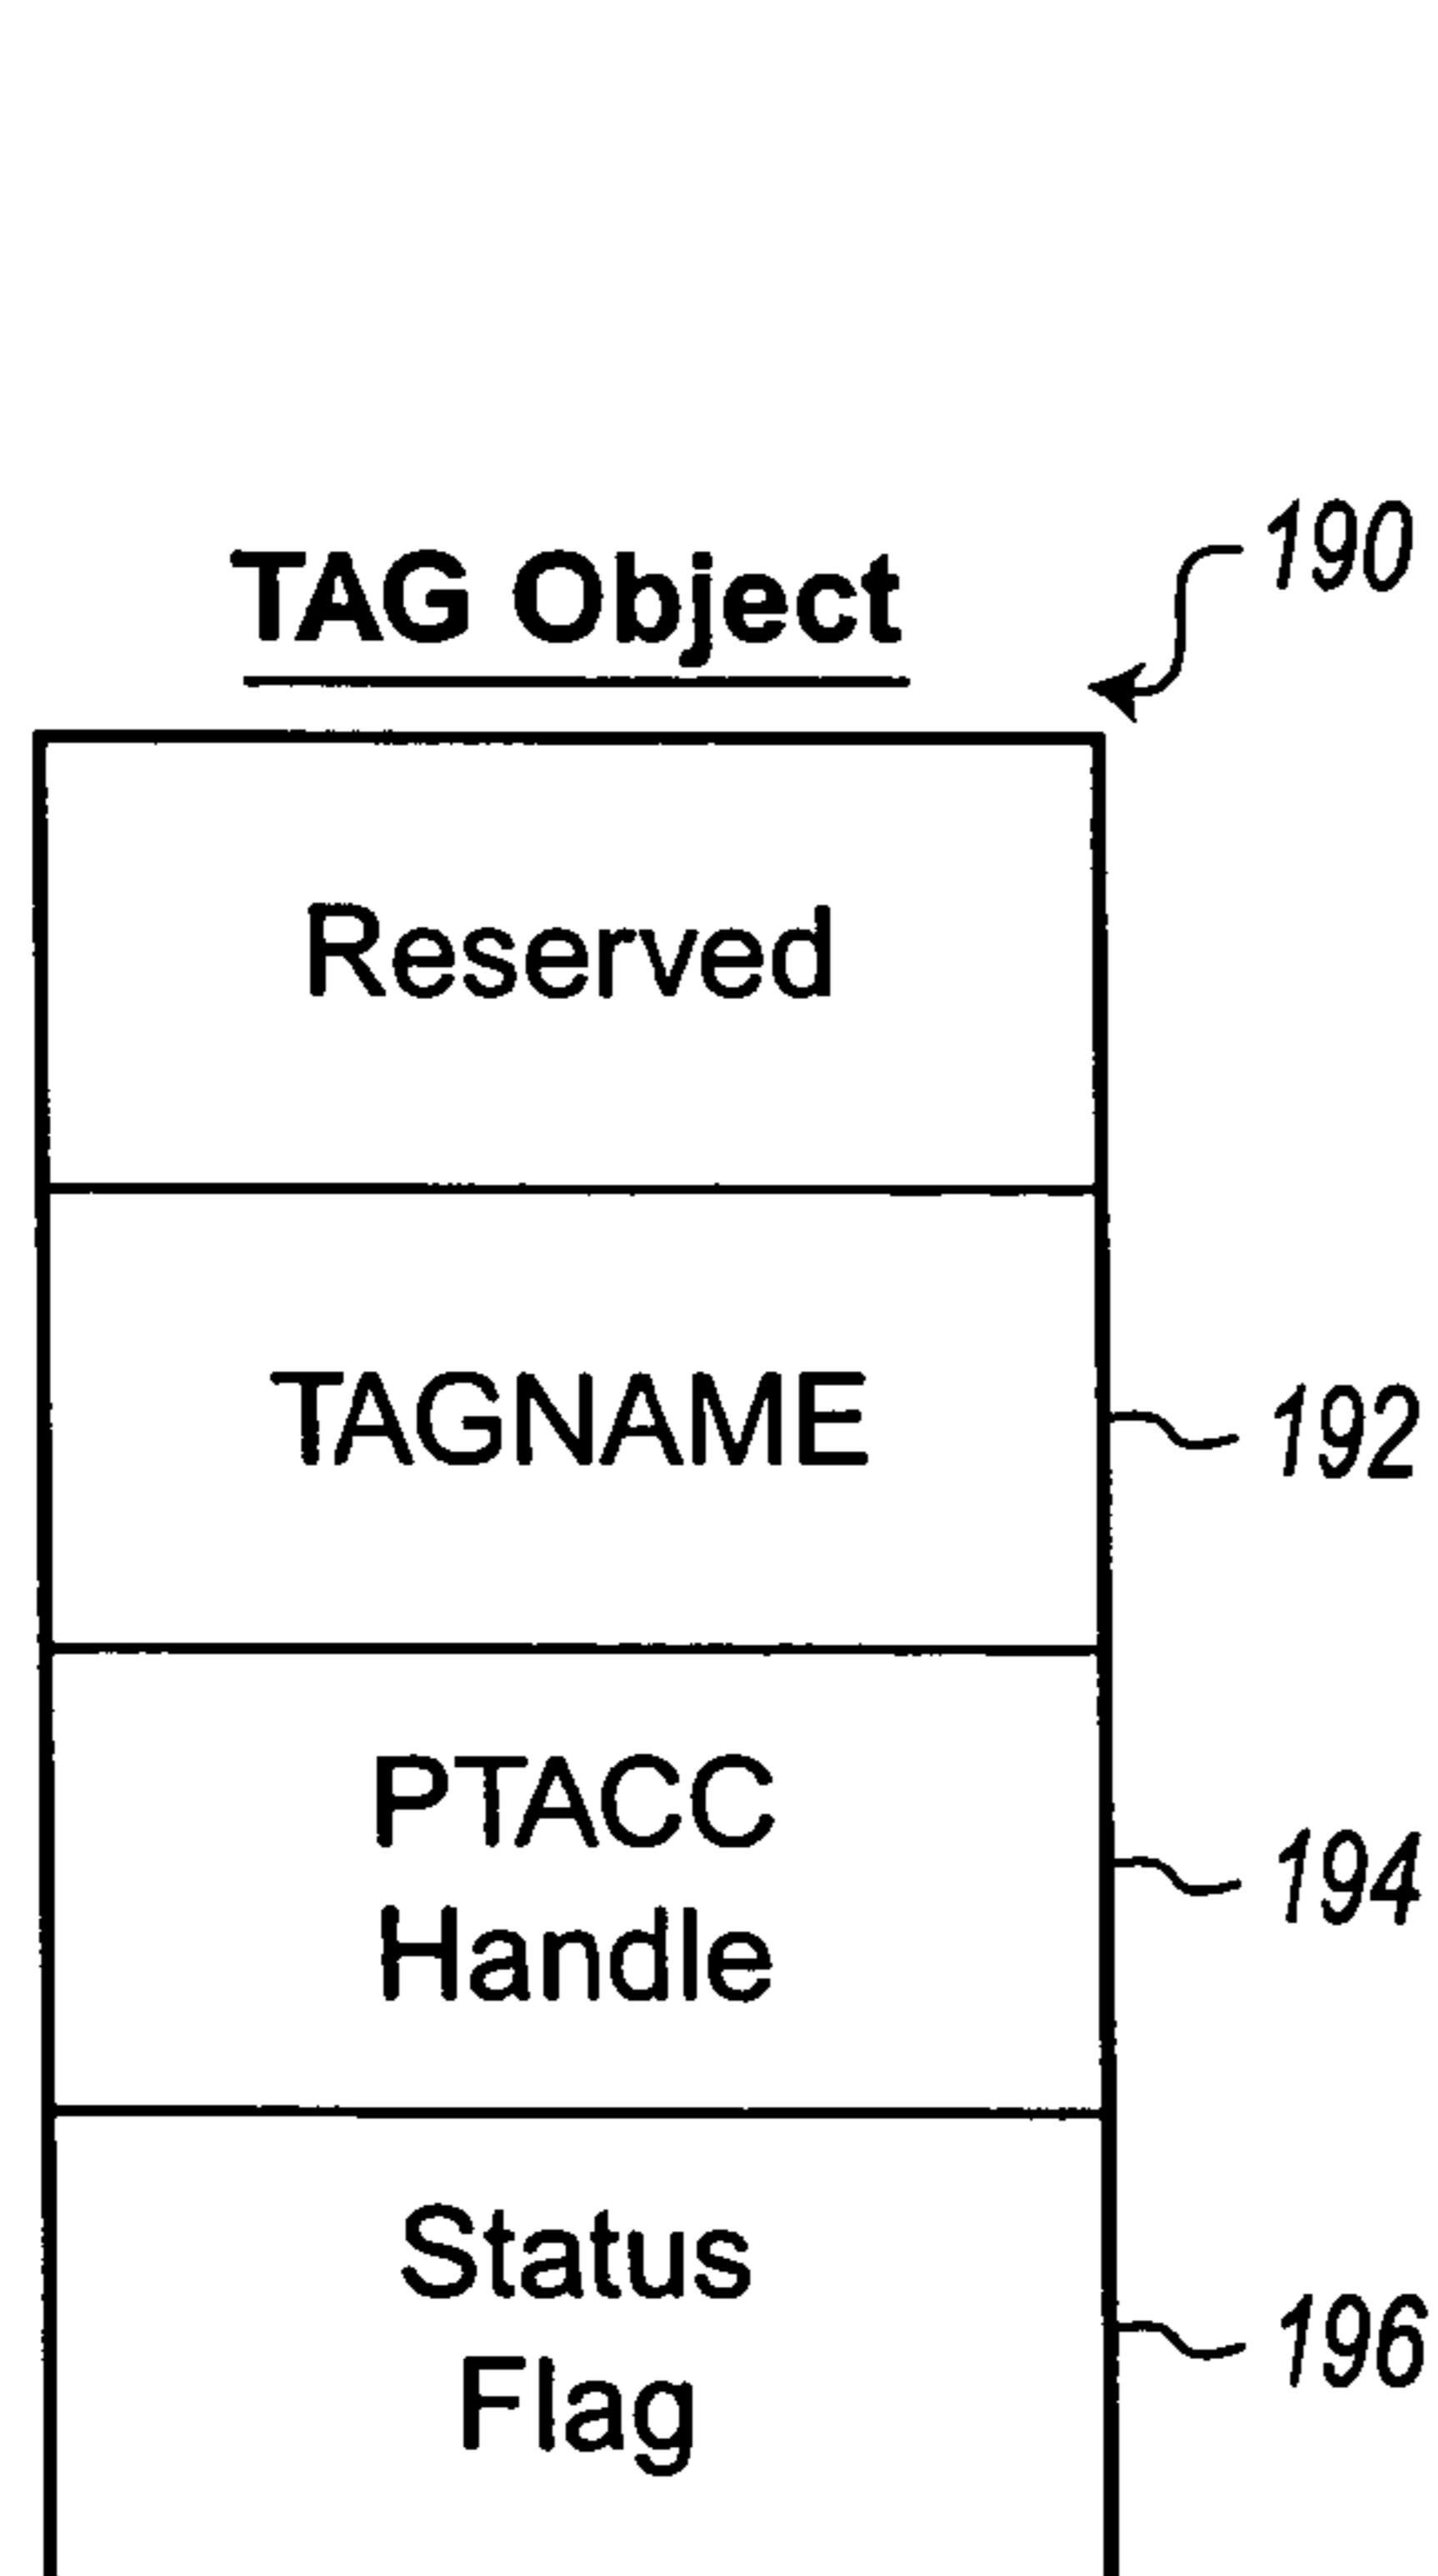 TAG Object
190
Reserved
TAGNAME
192
PTACC
Handle
194
Status
Flag
196